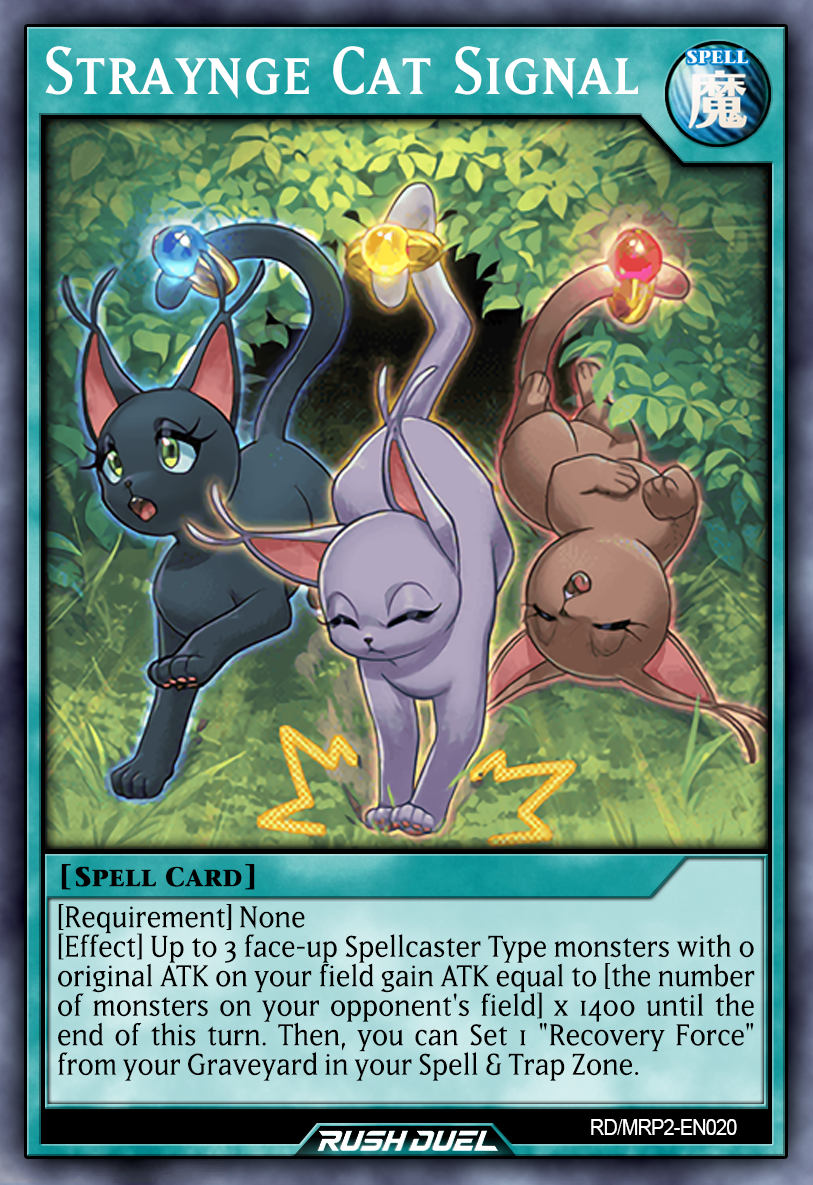 Straynge Cat Signal
SPELL
魔
[Spell Card]
[Requirement] None
[Effect] Up to 3 face-up Spellcaster Type monsters with 0
original ATK on your field gain ATK equal to [the number
of monsters on your opponent's field] x 1400 until the
end of this turn. Then, you can Set 1 "Recovery Force"
from your Graveyard in your Spell & Trap Zone.
RUSH DUEL
RD/MRP2-EN020